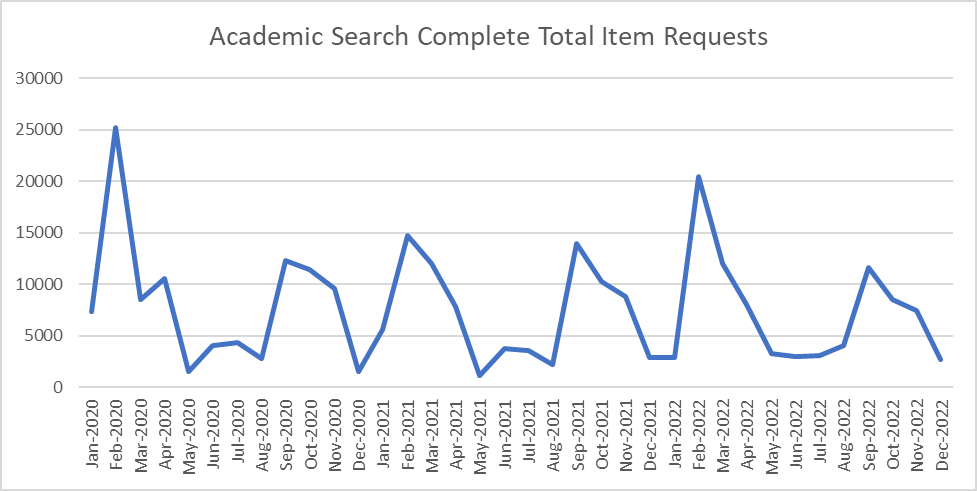 Academic Search Complete Total Item Requests
30000
25000
20000
15000
10000
5000
0
Jan-2020
Feb-2020
Mar-2020
Apr-2020
May-2020
Jun-2020
Jul-2020
Aug-2020
Sep-2020
Oct-2020
Nov-2020
Dec-2020
Jan-2021
Feb-2021
Mar-2021
Apr-2021
May-2021
Jun-2021
Jul-2021
Aug-2021
Sep-2021
Oct-2021
Nov-2021
Dec-2021
Jan-2022
Feb-2022
Mar-2022
Apr-2022
May-2022
Jun-2022
Jul-2022
Aug-2022
Sep-2022
Oct-2022
Nov-2022
Dec-2022